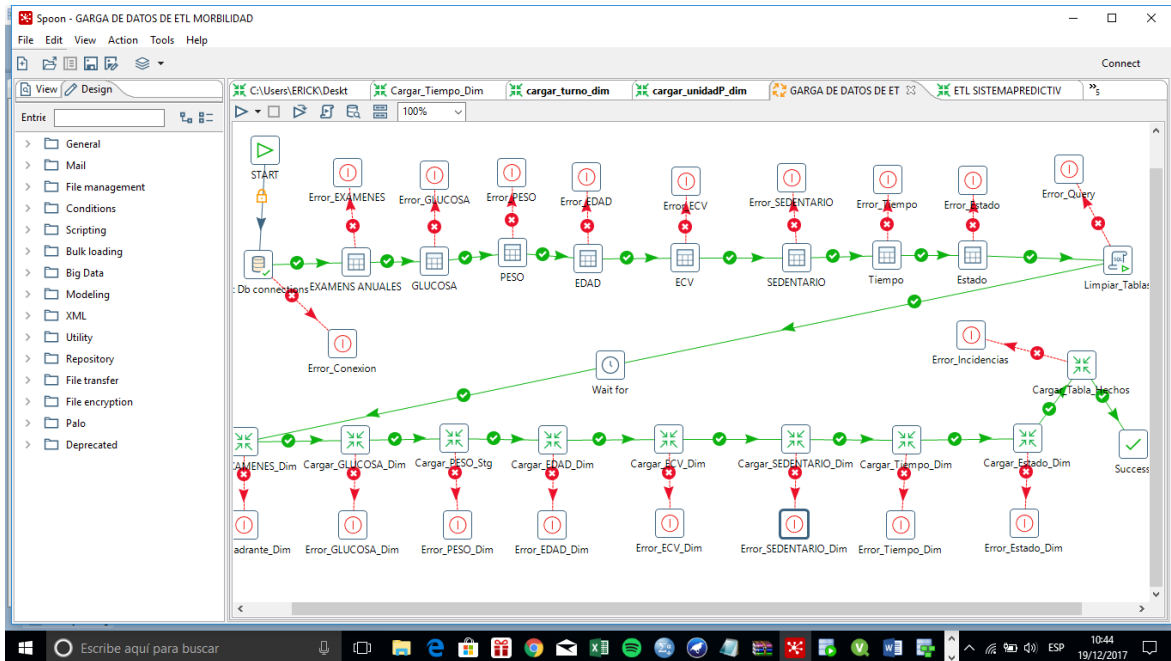 Spoon - GARGA DE DATOS DE ETL MORBILIDAD
File Edit View Action Tools Help
Connect
View Design
C:\Users\ERICK\Deskt Cargar_Tiempo_Dim cargar_turno_dim cargar_unidadP_dim GARGA DE DATOS DE ET ETL SISTEMAPREDICTIV »5
Entrie
100%
General
Mail
File management
Conditions
Scripting
Bulk loading
Big Data
Modeling
XML
Utility
Repository
File transfer
File encryption
Palo
Deprecated
START
Error_EXAMENES Error_GLUCOSA Error_PESO Error_EDAD Error_ECV Error_SEDENTARIO Error_Tiempo Error_Estado Error_Query
: Db connections EXAMENS ANUALES GLUCOSA PESO EDAD ECV SEDENTARIO Tiempo Estado Limpiar_Tablas
Error_Conexion
Wait for
Error_Incidencias
Cargar_Tabla_Hechos
AMENES_Dim Cargar_GLUCOSA_Dim Cargar_PESO_Stg Cargar_EDAD_Dim Cargar_ECV_Dim Cargar_SEDENTARIO_Dim Cargar_Tiempo_Dim Cargar_Estado_Dim Success
adrante_Dim Error_GLUCOSA_Dim Error_PESO_Dim Error_EDAD_Dim Error_ECV_Dim Error_SEDENTARIO_Dim Error_Tiempo_Dim Error_Estado_Dim
Escribe aquí para buscar
ESP
10:44
19/12/2017